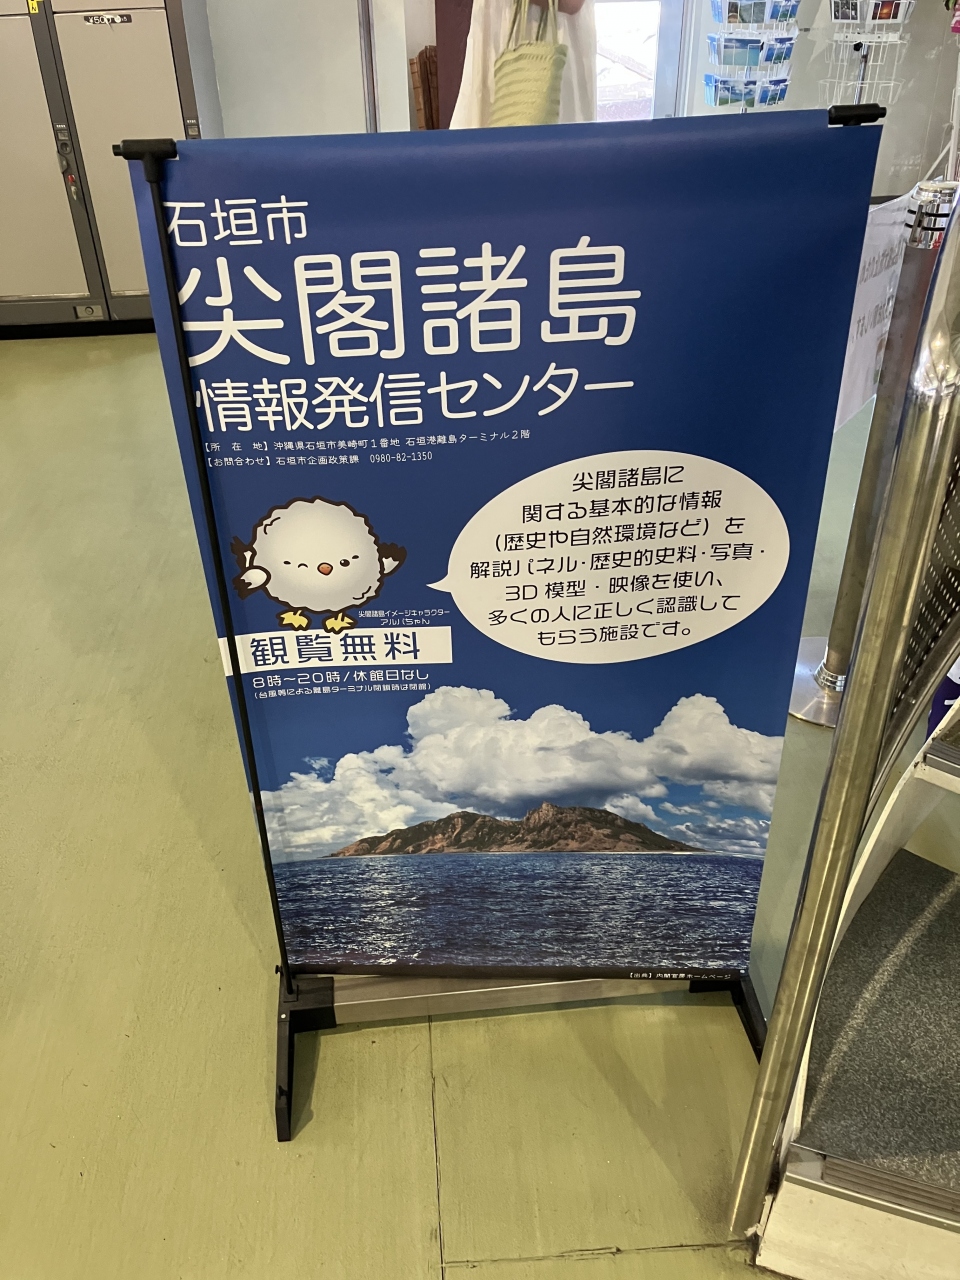 石垣市
尖閣諸島
情報発信センター
【所　在　地】沖縄県石垣市美崎町1番地 石垣港離島ターミナル2階
【お問合わせ】石垣市企画政策課　0980-82-1350
尖閣諸島に
関する基本的な情報
(歴史や自然環境など)を
解説パネル・歴史的史料・写真・
3D模型・映像を使い、
多くの人に正しく認識して
もらう施設です。
尖閣諸島イメージキャラクター
アルバちゃん
観覧無料
8時〜20時/休館日なし
(台風等による離島ターミナル閉鎖時は閉館)
【出典】内閣官房ホームページ